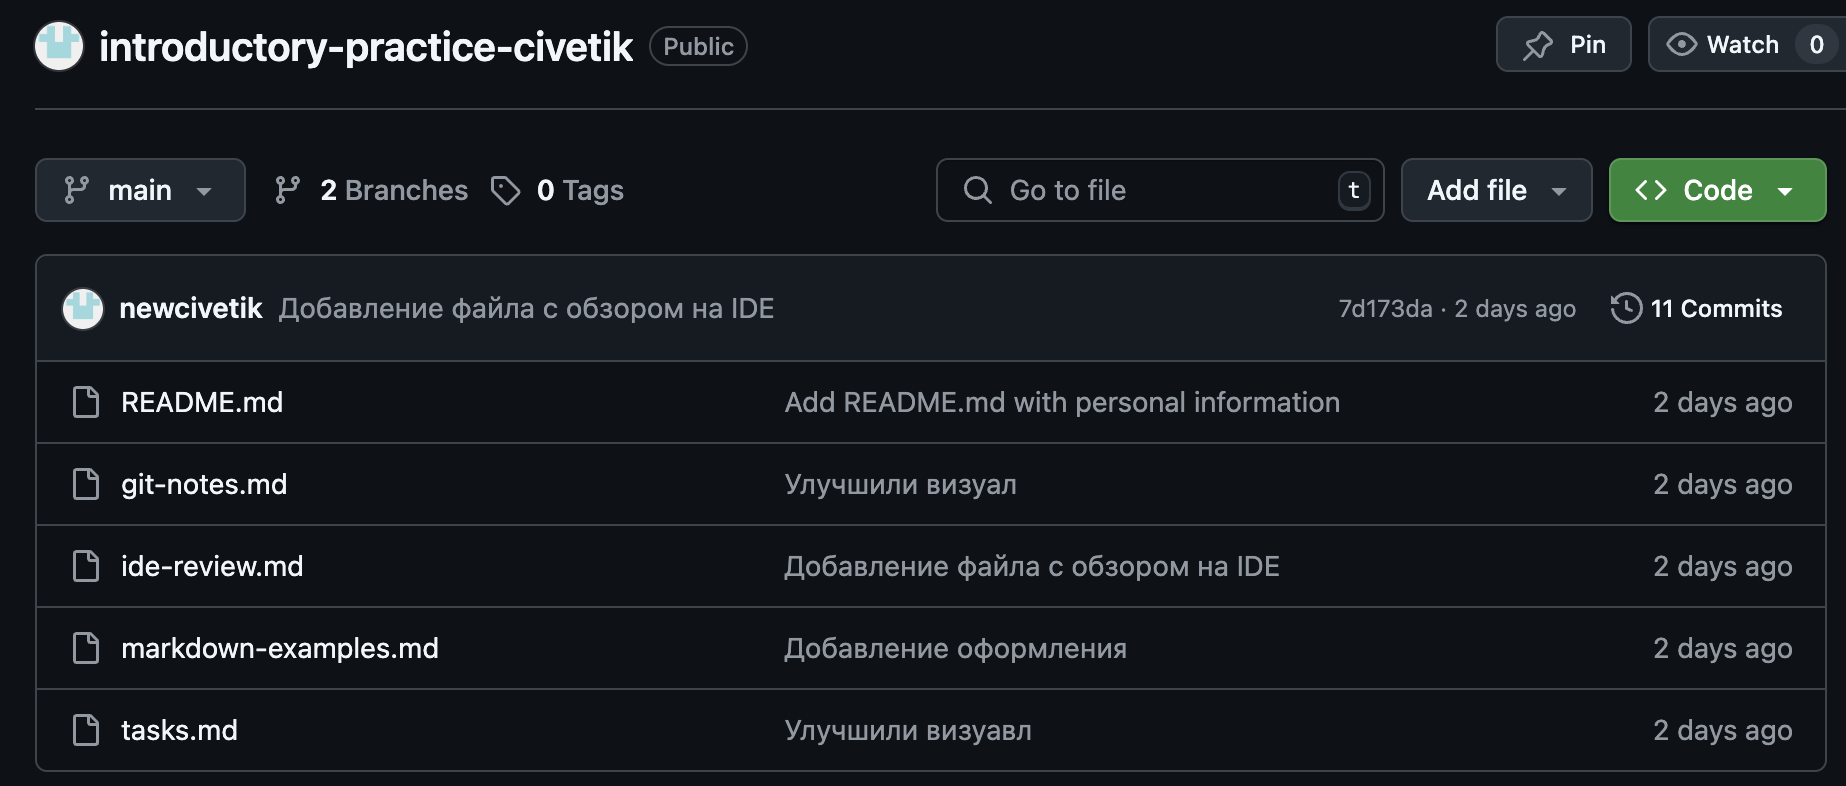 introductory-practice-civetik Public Pin Watch 0
main 2 Branches 0 Tags Go to file t Add file Code
newcivetik Добавление файла с обзором на IDE 7d173da · 2 days ago 11 Commits
README.md Add README.md with personal information 2 days ago
git-notes.md Улучшили визуал 2 days ago
ide-review.md Добавление файла с обзором на IDE 2 days ago
markdown-examples.md Добавление оформления 2 days ago
tasks.md Улучшили визуавл 2 days ago